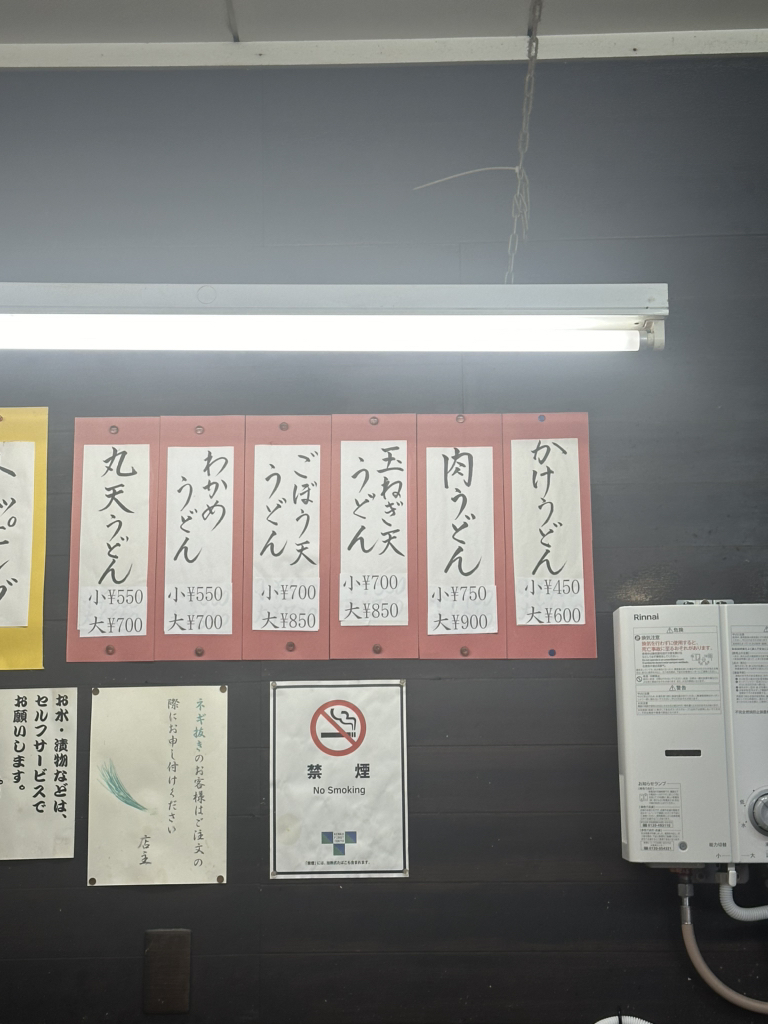 かけうどん
小¥450
大¥600
肉うどん
小¥750
大¥900
玉ねぎ天
うどん
小¥700
大¥850
ごぼう天
うどん
小¥700
大¥850
わかめ
うどん
小¥550
大¥700
丸天うどん
小¥550
大¥700
トッピング
お水・漬物などは、
セルフサービスで
お願いします。
ネギ抜きのお客様はご注文の
際にお申し付けください
店主
禁煙
No Smoking
Rinnai